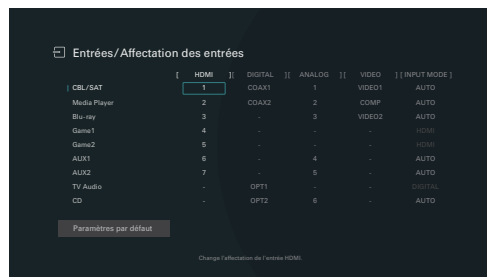 Entrées/Affectation des entrées
[ HDMI ][ DIGITAL ][ ANALOG ][ VIDEO ][ INPUT MODE ]
CBL/SAT 1 COAX1 1 VIDEO1 AUTO
Media Player 2 COAX2 2 COMP AUTO
Blu-ray 3 - 3 VIDEO2 AUTO
Game1 4 - - - HDMI
Game2 5 - - - HDMI
AUX1 6 - 4 - AUTO
AUX2 7 - 5 - AUTO
TV Audio - OPT1 - - DIGITAL
CD - OPT2 6 - AUTO
Paramètres par défaut
Change l'affectation de l'entrée HDMI.